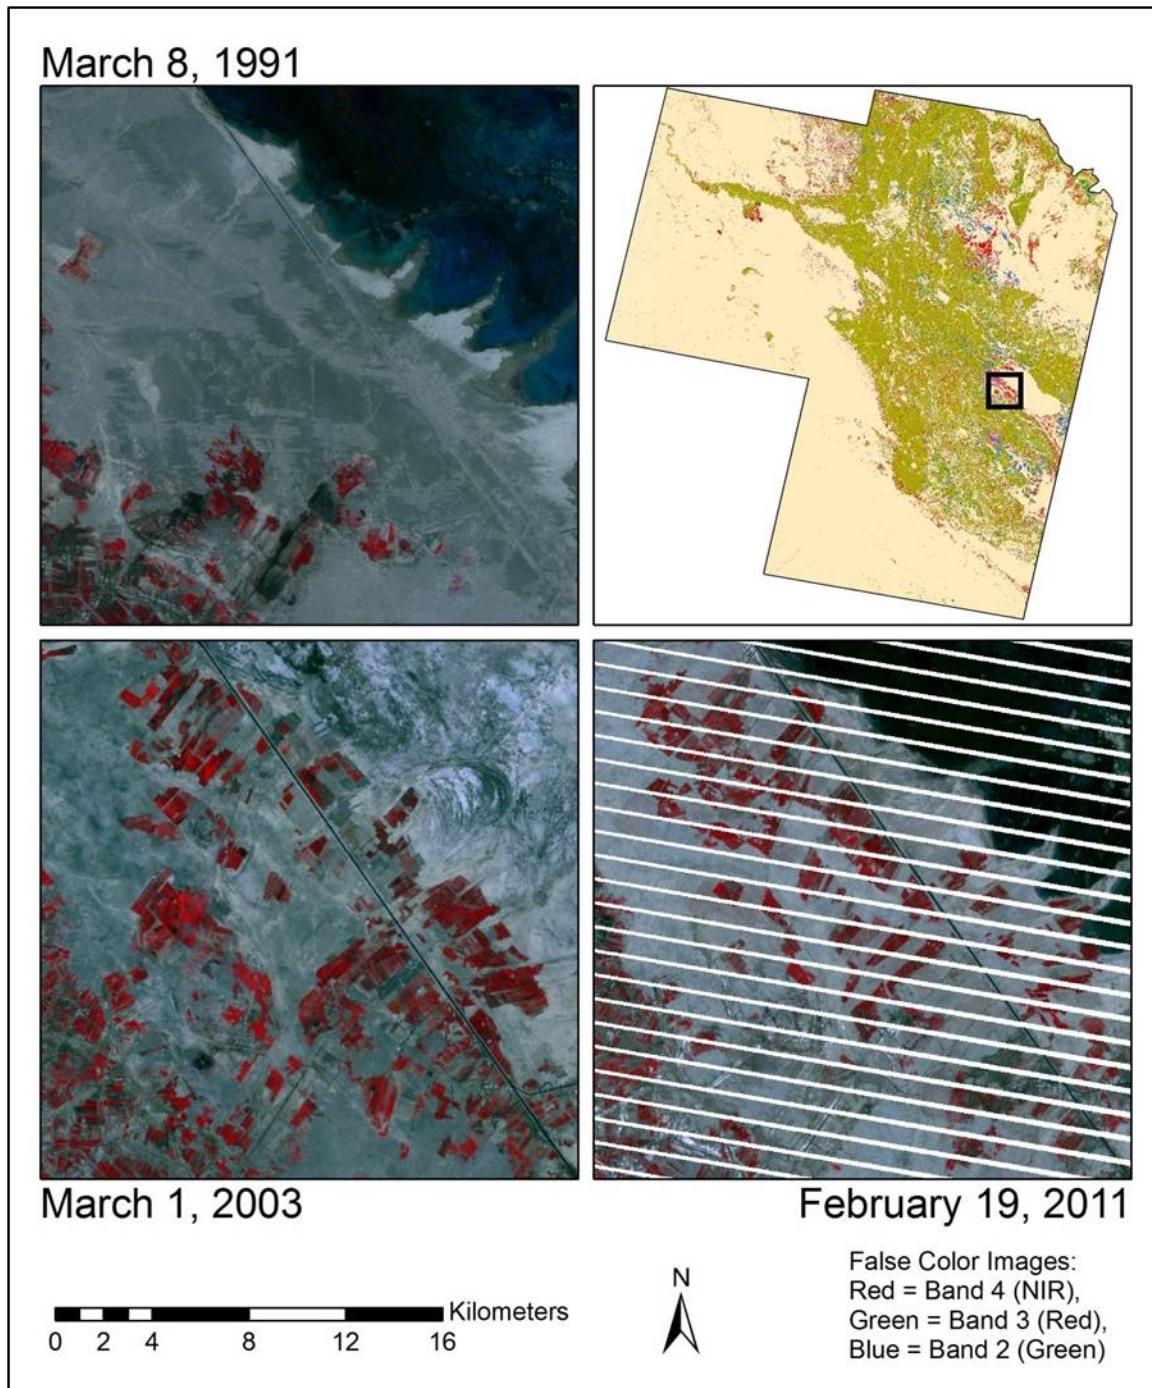 March 8, 1991
March 1, 2003
February 19, 2011
Kilometers
0 2 4 8 12 16
N
False Color Images:
Red = Band 4 (NIR),
Green = Band 3 (Red),
Blue = Band 2 (Green)